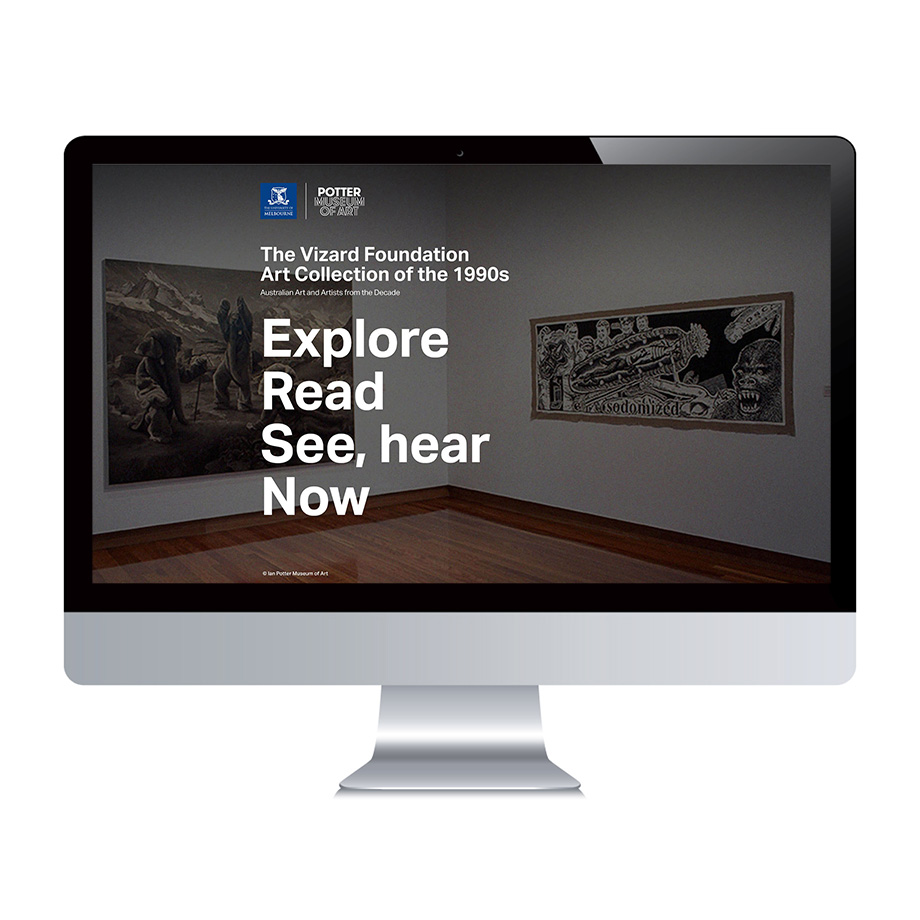 THE UNIVERSITY OF
MELBOURNE
POTTER
MUSEUM
OF ART
The Vizard Foundation
Art Collection of the 1990s
Australian Art and Artists from the Decade
Explore
Read
See, hear
Now
sodomized
© Ian Potter Museum of Art